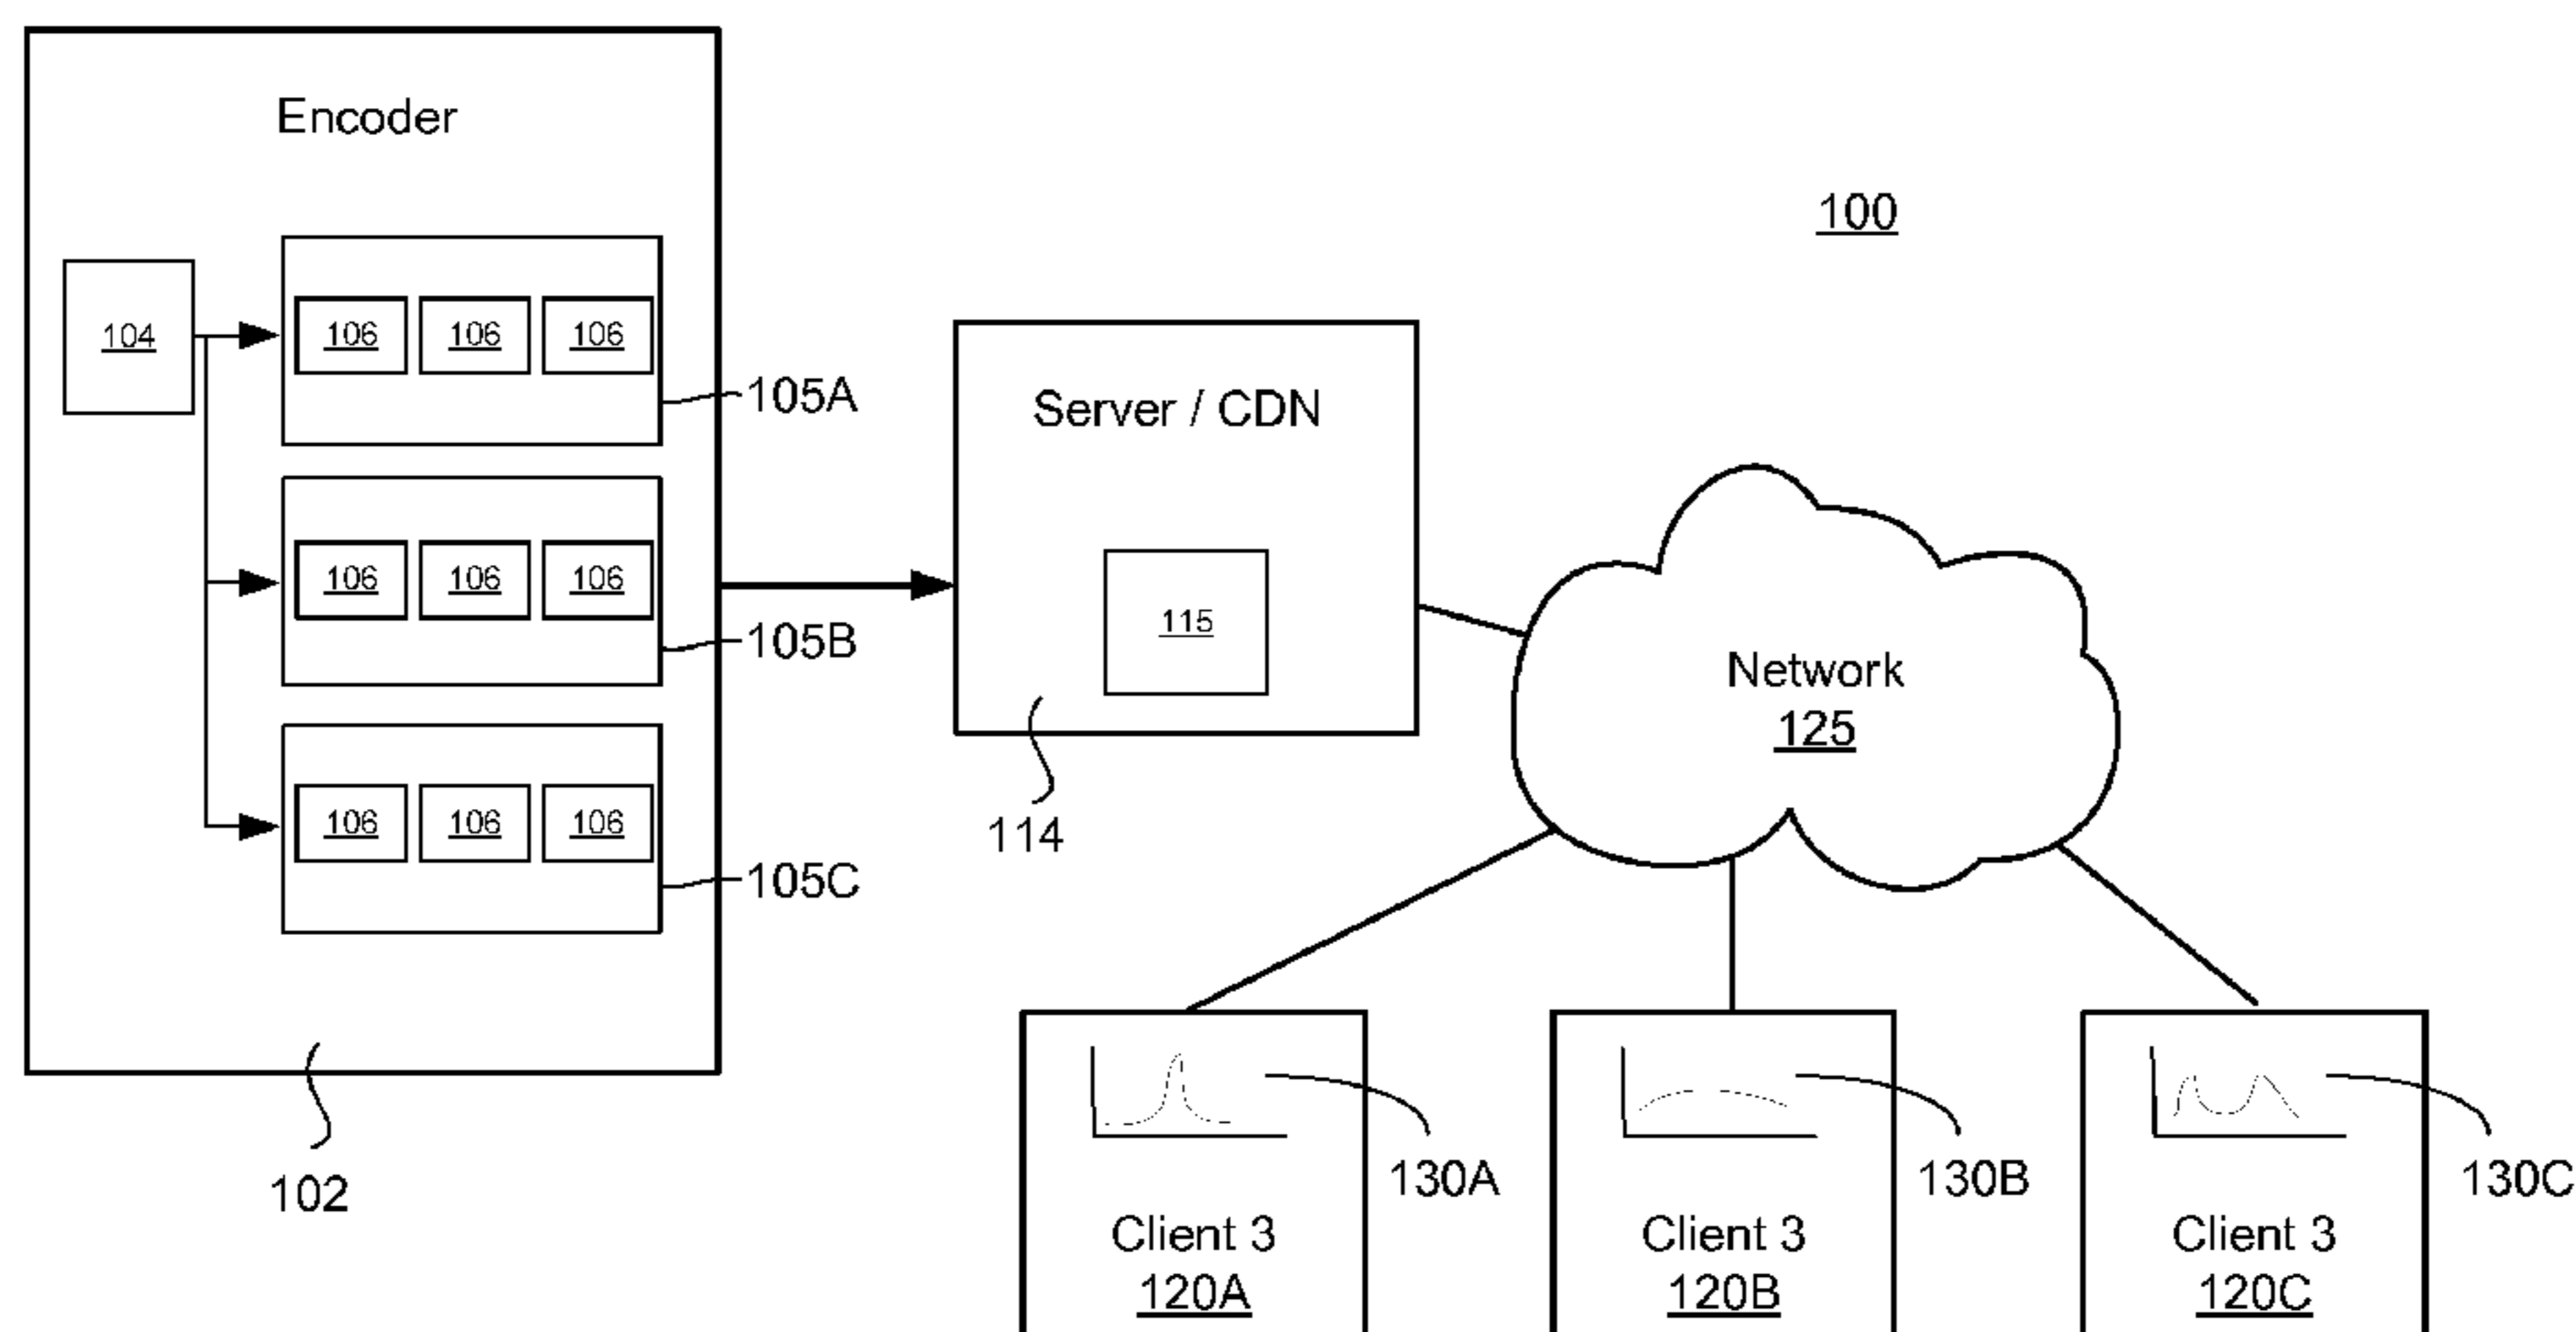 Encoder
100
104
106 106 106
105A
Server / CDN
106 106 106
105B
115
Network
125
106 106 106
105C
114
102
130A
130B
130C
Client 3
120A
Client 3
120B
Client 3
120C